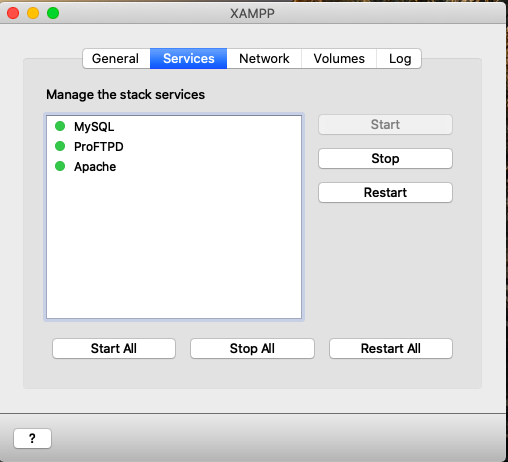 XAMPP
General Services Network Volumes Log
Manage the stack services
MySQL
ProFTPD
Apache
Start
Stop
Restart
Start All Stop All Restart All
?